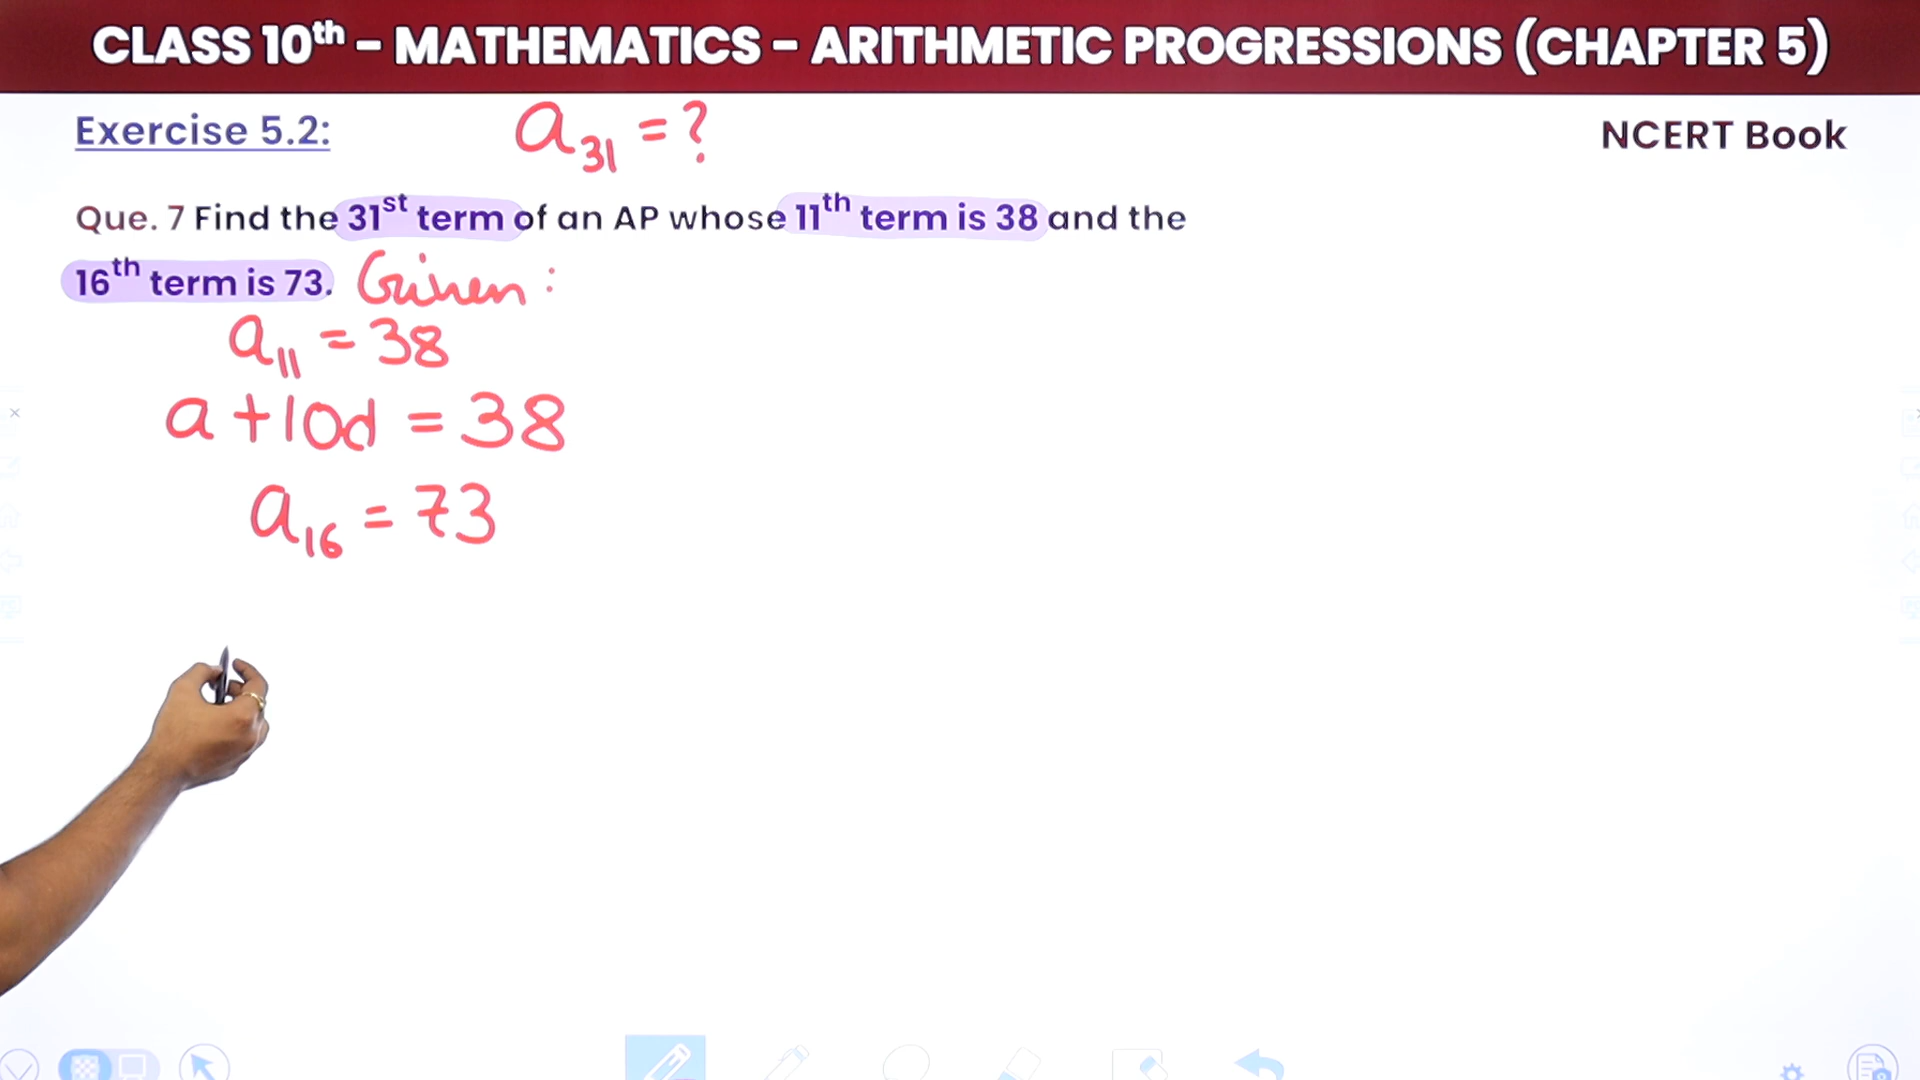 CLASS 10th – MATHEMATICS – ARITHMETIC PROGRESSIONS (CHAPTER 5)
Exercise 5.2:
a31 = ?
NCERT Book
Que. 7 Find the 31st term of an AP whose 11th term is 38 and the
16th term is 73.
Given :
a11 = 38
a + 10d = 38
a16 = 73